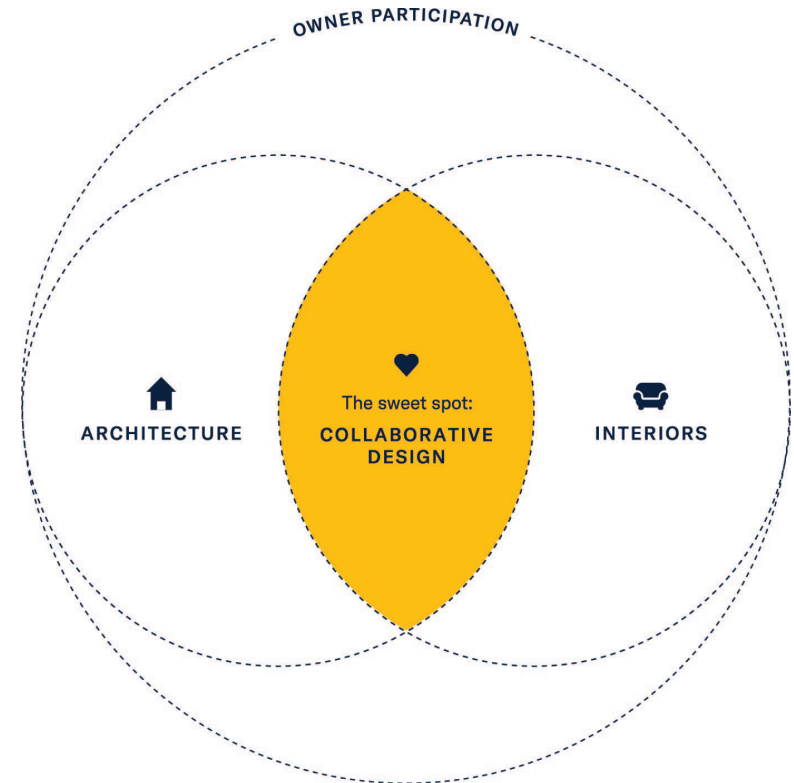 OWNER PARTICIPATION
ARCHITECTURE
The sweet spot:
COLLABORATIVE
DESIGN
INTERIORS